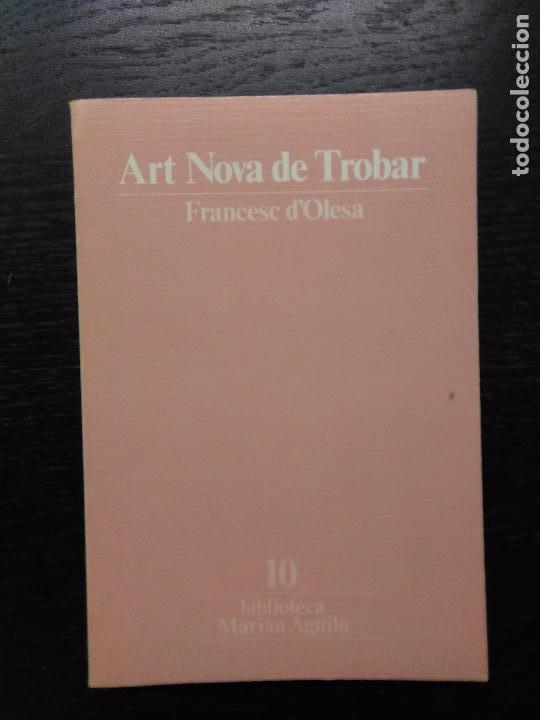 Art Nova de Trobar
Francesc d'Olesa
10
biblioteca
Marian Aguiló
todocoleccion